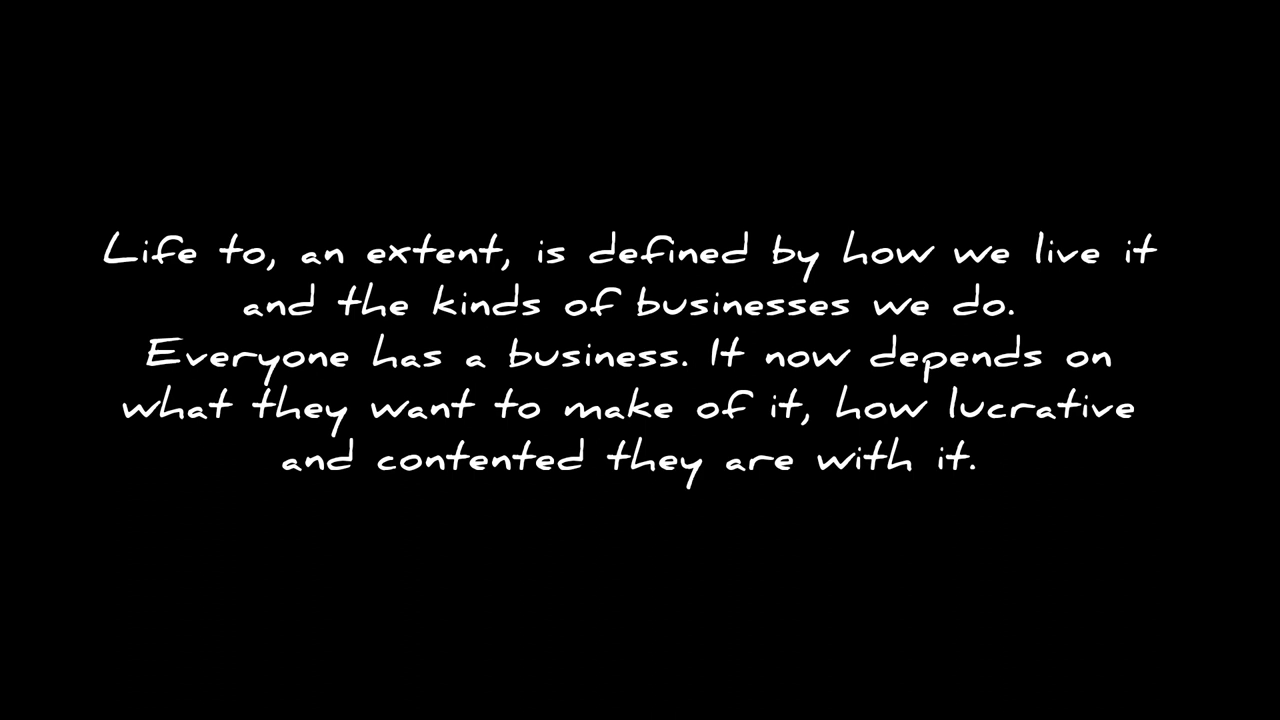 Life to, an extent, is defined by how we live it
and the kinds of businesses we do.
Everyone has a business. It now depends on
what they want to make of it, how lucrative
and contented they are with it.